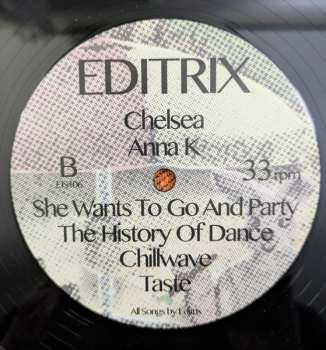 EDITRIX
Chelsea
Anna K
B
33 rpm
She Wants To Go And Party
The History Of Dance
Chillwave
Taste
All Songs by